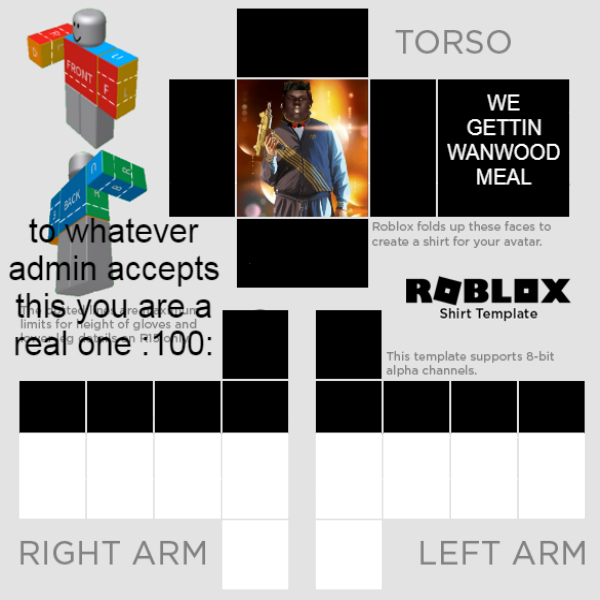 TORSO
FRONT
F
L
R
D
U
WE
GETTIN
WANWOOD
MEAL
BACK
Roblox folds up these faces to
create a shirt for your avatar.
to whatever
admin accepts
this you are a
real one :100:
limits for height of gloves and
ROBLOX
Shirt Template
This template supports 8-bit
alpha channels.
RIGHT ARM
LEFT ARM